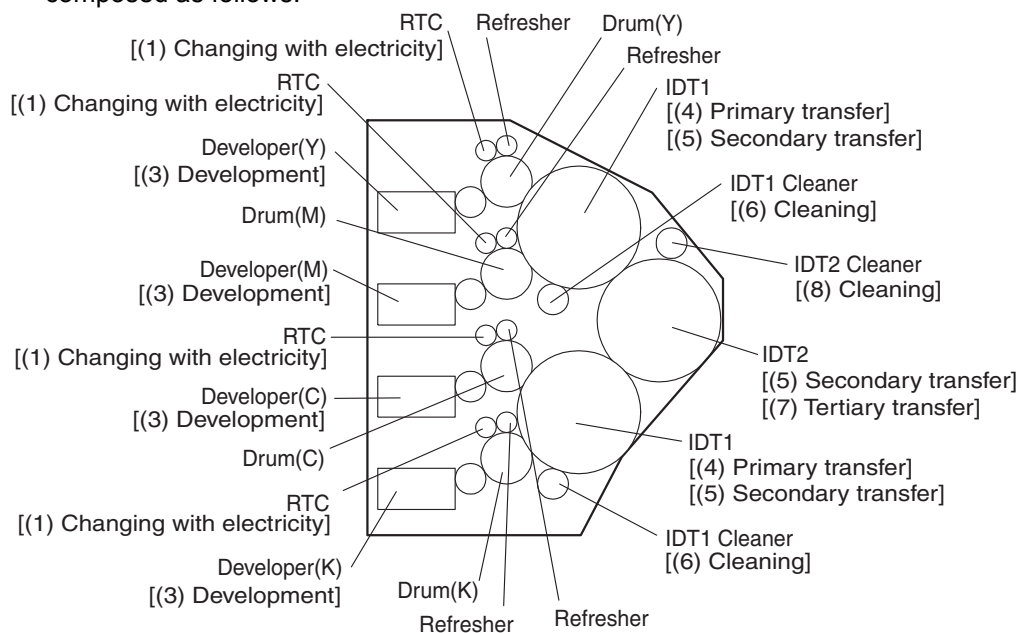 composed as follows:
RTC
Refresher
Drum(Y)
[(1) Changing with electricity]
Refresher
RTC
IDT1
[(1) Changing with electricity]
[(4) Primary transfer]
[(5) Secondary transfer]
Developer(Y)
[(3) Development]
IDT1 Cleaner
[(6) Cleaning]
Drum(M)
Developer(M)
[(3) Development]
IDT2 Cleaner
[(8) Cleaning]
RTC
[(1) Changing with electricity]
IDT2
[(5) Secondary transfer]
[(7) Tertiary transfer]
Developer(C)
[(3) Development]
Drum(C)
IDT1
[(4) Primary transfer]
[(5) Secondary transfer]
RTC
[(1) Changing with electricity]
IDT1 Cleaner
[(6) Cleaning]
Developer(K)
[(3) Development]
Drum(K)
Refresher
Refresher